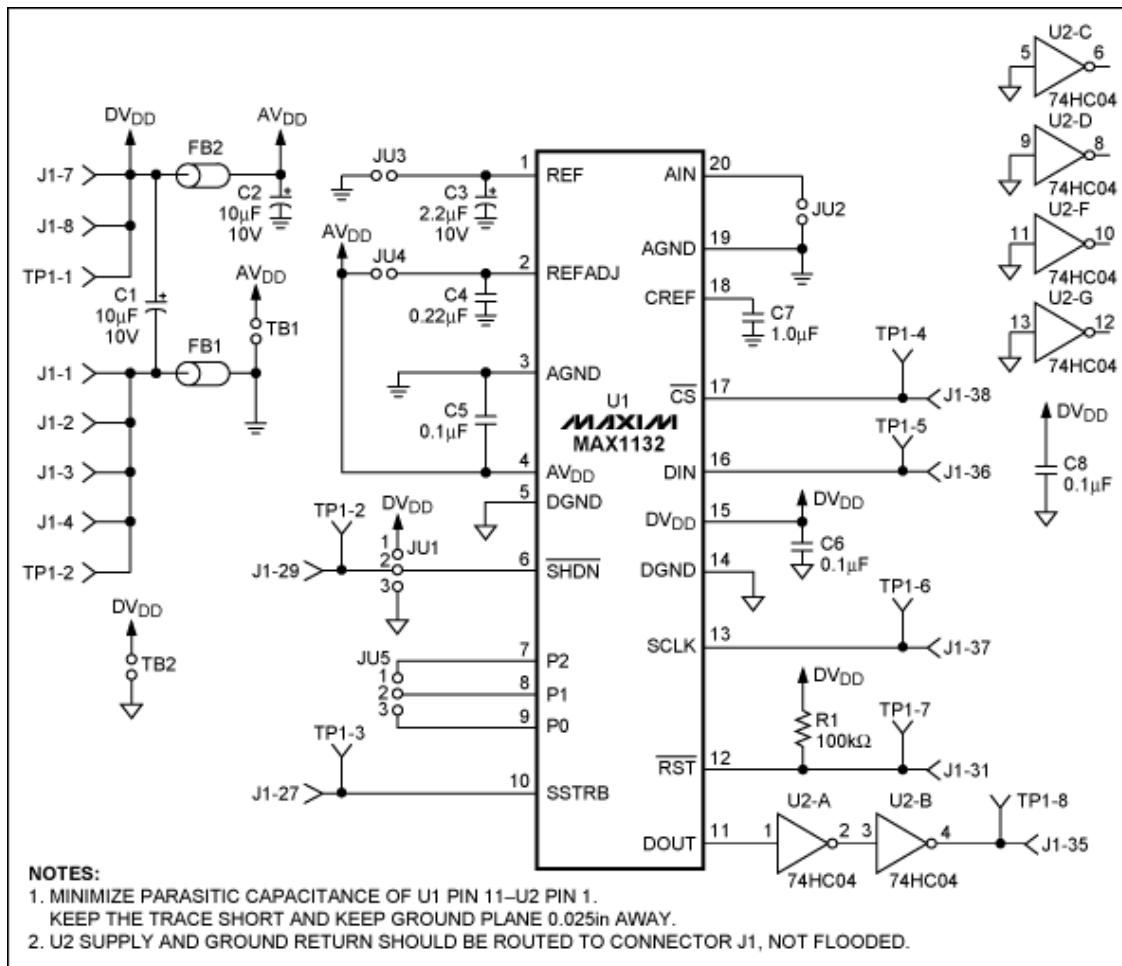 U2-C
5
6
74HC04
U2-D
9
8
74HC04
U2-F
11
10
74HC04
U2-G
13
12
74HC04
DVDD
C8
0.1µF
DVDD
AVDD
FB2
J1-7
J1-8
TP1-1
C2
10µF
10V
C1
10µF
10V
AVDD
TB1
FB1
J1-1
J1-2
J1-3
J1-4
TP1-2
DVDD
TB2
JU3
C3
2.2µF
10V
AVDD
JU4
C4
0.22µF
C5
0.1µF
TP1-2
DVDD
1
2
3
JU1
J1-29
JU5
1
2
3
TP1-3
J1-27
1
REF
2
REFADJ
3
AGND
4
AVDD
5
DGND
6
SHDN
7
P2
8
P1
9
P0
10
SSTRB
U1
MAXIM
MAX1132
AIN
20
JU2
AGND
19
CREF
18
C7
1.0µF
TP1-4
CS
17
J1-38
TP1-5
DIN
16
J1-36
DVDD
DVDD
15
C6
0.1µF
DGND
14
TP1-6
SCLK
13
J1-37
DVDD
R1
100kΩ
TP1-7
RST
12
J1-31
DOUT
11
U2-A
1
2
74HC04
U2-B
3
4
74HC04
TP1-8
J1-35
NOTES:
1. MINIMIZE PARASITIC CAPACITANCE OF U1 PIN 11–U2 PIN 1.
KEEP THE TRACE SHORT AND KEEP GROUND PLANE 0.025in AWAY.
2. U2 SUPPLY AND GROUND RETURN SHOULD BE ROUTED TO CONNECTOR J1, NOT FLOODED.